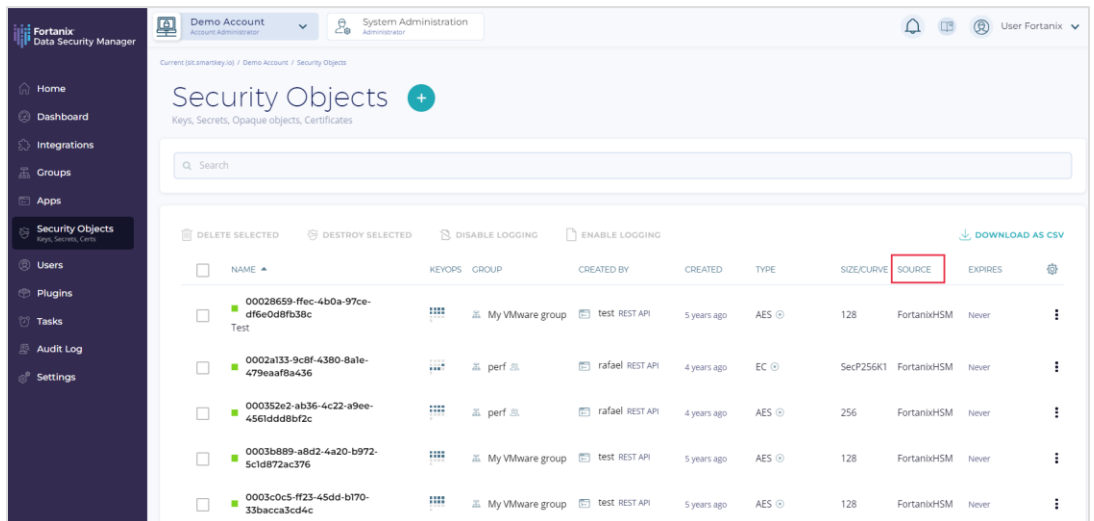 Fortanix
Data Security Manager
Demo Account
Account Administrator
System Administration
Administrator
User Fortanix
Current (sit.smartkey.io) / Demo Account / Security Objects
Home
Dashboard
Integrations
Groups
Apps
Security Objects
Keys, Secrets, Certs
Users
Plugins
Tasks
Audit Log
Settings
Security Objects
Keys, Secrets, Opaque objects, Certificates
Search
DELETE SELECTED DESTROY SELECTED DISABLE LOGGING ENABLE LOGGING DOWNLOAD AS CSV
NAME KEYOPS GROUP CREATED BY CREATED TYPE SIZE/CURVE SOURCE EXPIRES
00028659-ffec-4b0a-97ce-
df6e0d8fb38c
Test
My VMware group test REST API 5 years ago AES 128 FortanixHSM Never
0002a133-9c8f-4380-8a1e-
479eaaf8a436
perf rafael REST API 4 years ago EC SecP256K1 FortanixHSM Never
000352e2-ab36-4c22-a9ee-
4561ddd8bf2c
perf rafael REST API 4 years ago AES 256 FortanixHSM Never
0003b889-a8d2-4a20-b972-
5c1d872ac376
My VMware group test REST API 5 years ago AES 128 FortanixHSM Never
0003c0c5-ff23-45dd-b170-
33bacca3cd4c
My VMware group test REST API 5 years ago AES 128 FortanixHSM Never